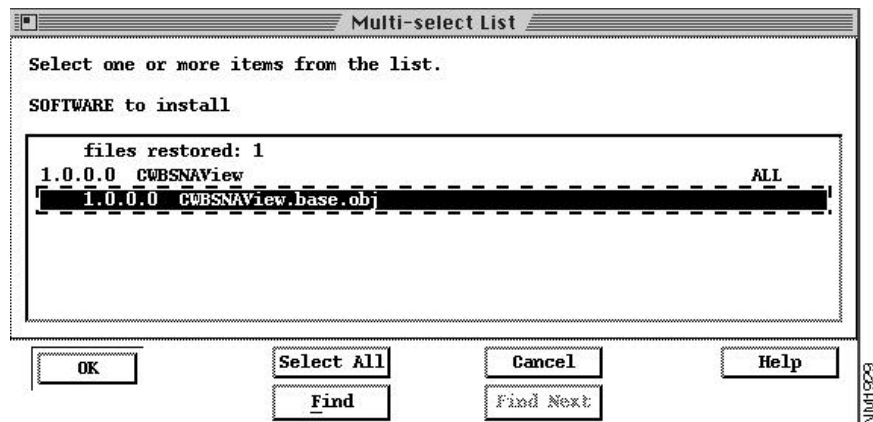 Multi-select List
Select one or more items from the list.
SOFTWARE to install
files restored: 1
1.0.0.0 CWBSNAView ALL
1.0.0.0 CWBSNAView.base.obj
OK Select All Cancel Help
Find Find Next
NM1929